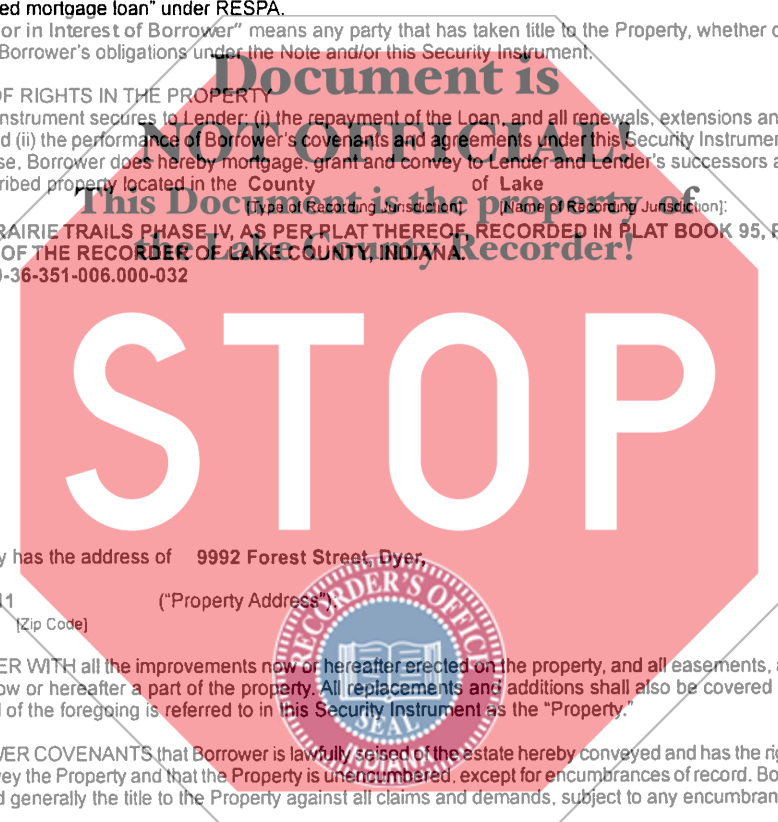 ed mortgage loan” under RESPA.
or in Interest of Borrower” means any party that has taken title to the Property, whether
Borrower’s obligations under the Note and/or this Security Instrument.
Document is
OF RIGHTS IN THE PROPERTY
nstrument secures to Lender: (i) the repayment of the Loan, and all renewals, extensions an
d (ii) the performance of Borrower’s covenants and agreements under this Security Instrumen
NOT OFFICIAL!
se, Borrower does hereby mortgage, grant and convey to Lender and Lender’s successors a
ribed property located in the County of Lake
This Document is the property of
[Type of Recording Jurisdiction] [Name of Recording Jurisdiction]:
RAIRIE TRAILS PHASE IV, AS PER PLAT THEREOF, RECORDED IN PLAT BOOK 95,
the Lake County Recorder!
OF THE RECORDER OF LAKE COUNTY, INDIANA.
-36-351-006.000-032
STOP
y has the address of 9992 Forest Street, Dyer,
11 (“Property Address”),
[Zip Code]
RECORDER’S OFFICE
SEAL
INDIANA
ER WITH all the improvements now or hereafter erected on the property, and all easements,
ow or hereafter a part of the property. All replacements and additions shall also be covered
l of the foregoing is referred to in this Security Instrument as the “Property.”
WER COVENANTS that Borrower is lawfully seised of the estate hereby conveyed and has the rig
vey the Property and that the Property is unencumbered, except for encumbrances of record. Bo
d generally the title to the Property against all claims and demands, subject to any encumbran